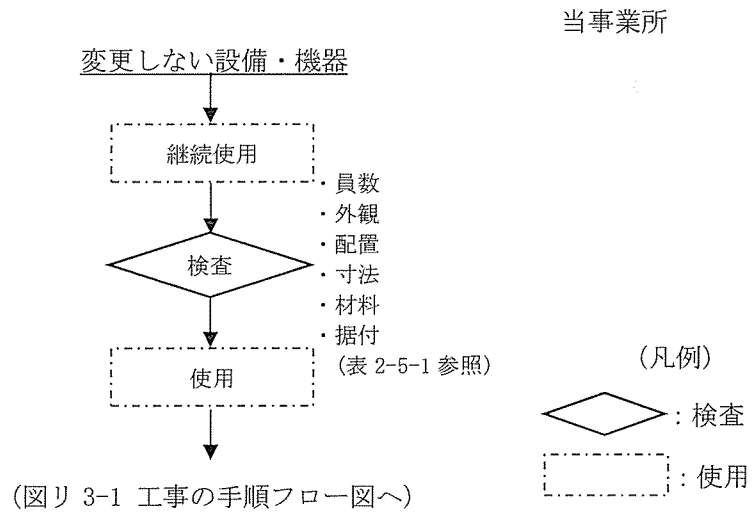 当事業所
変更しない設備・機器
継続使用
・員数
・外観
・配置
・寸法
・材料
・据付
(表 2-5-1 参照)
検査
使用
(凡例)
：検査
：使用
(図リ 3-1 工事の手順フロー図へ)